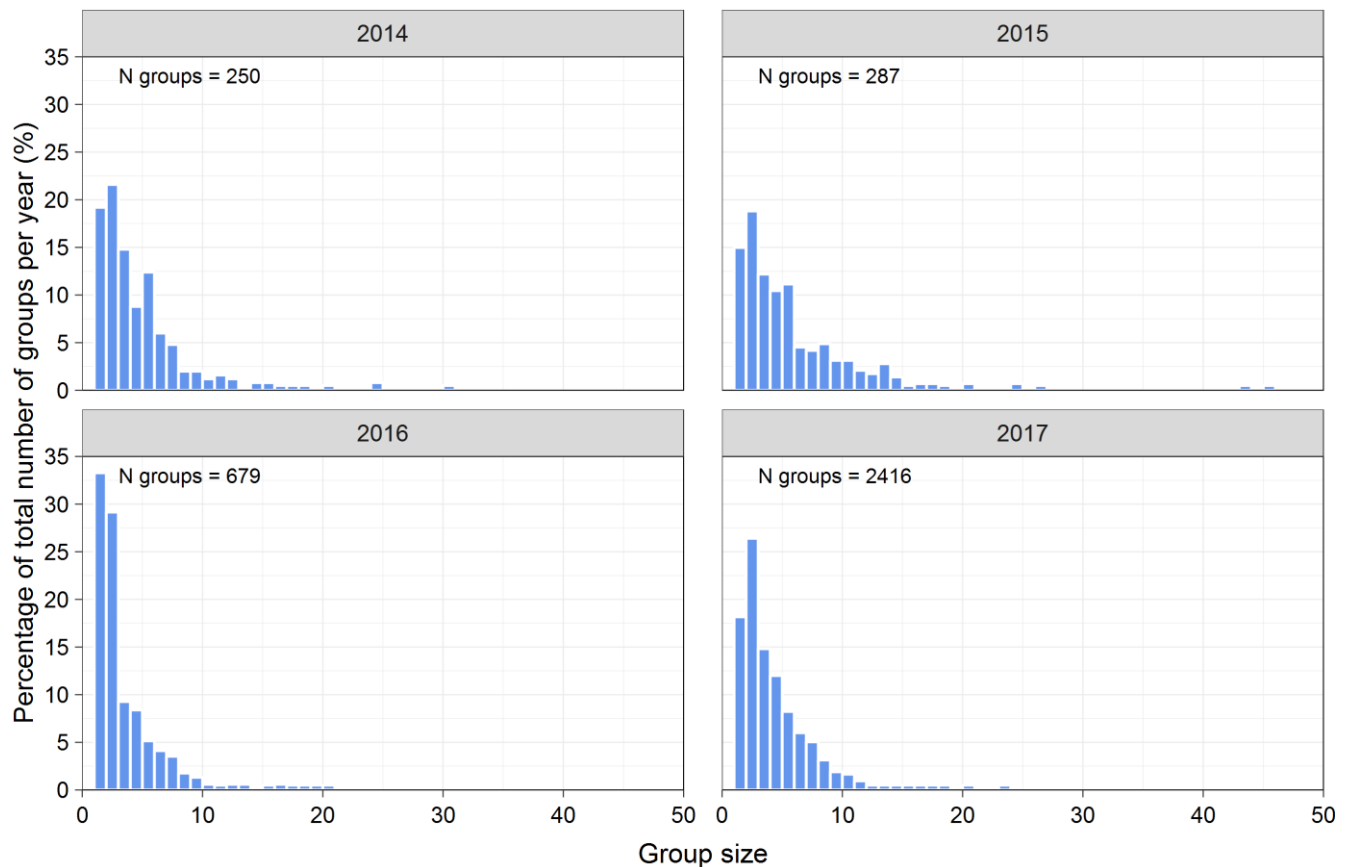 2014
2015
N groups = 250
N groups = 287
35
30
25
20
15
10
5
0
2016
2017
N groups = 679
N groups = 2416
35
30
25
20
15
10
5
0
0 10 20 30 40 50
0 10 20 30 40 50
Percentage of total number of groups per year (%)
Group size